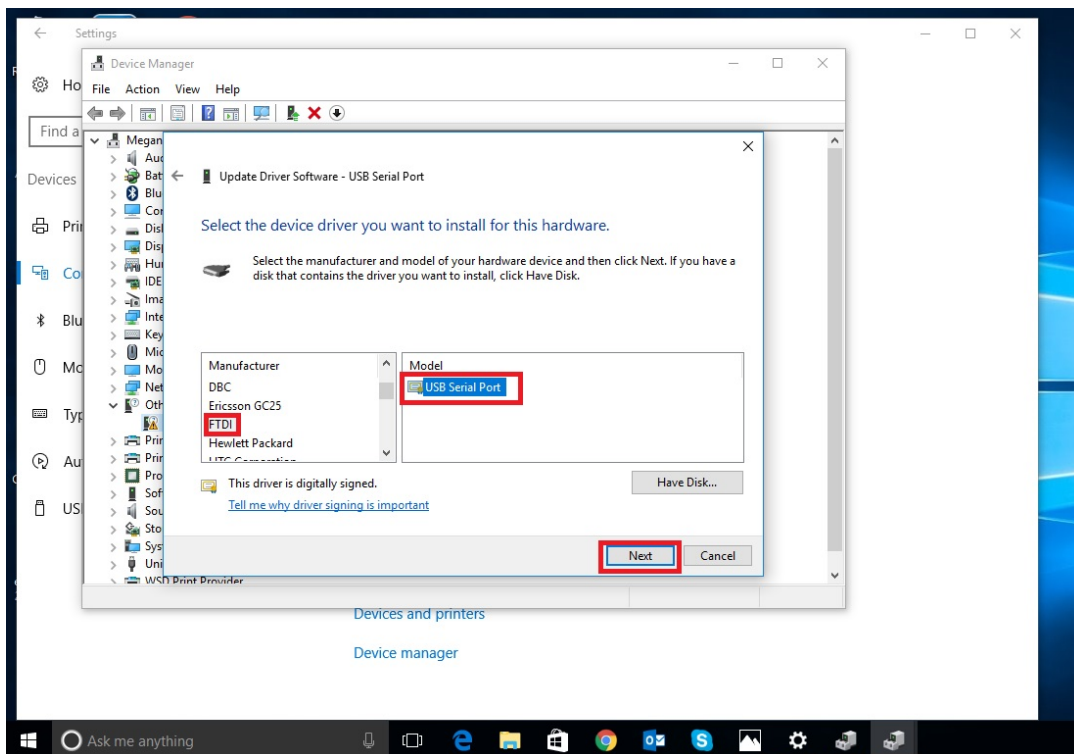 Settings
Device Manager
File Action View Help
Megan
Update Driver Software - USB Serial Port
Select the device driver you want to install for this hardware.
Select the manufacturer and model of your hardware device and then click Next. If you have a
disk that contains the driver you want to install, click Have Disk.
Manufacturer
DBC
Ericsson GC25
FTDI
Hewlett Packard
Model
USB Serial Port
This driver is digitally signed.
Tell me why driver signing is important
Have Disk...
Next Cancel
Find a
Devices
WSD Print Provider
Devices and printers
Device manager
Ask me anything